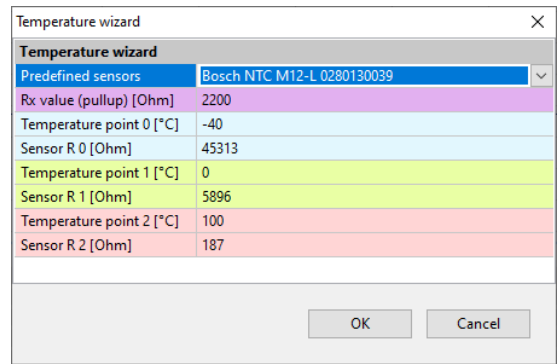 Temperature wizard
Temperature wizard
Predefined sensors Bosch NTC M12-L 0280130039
Rx value (pullup) [Ohm] 2200
Temperature point 0 [°C] -40
Sensor R 0 [Ohm] 45313
Temperature point 1 [°C] 0
Sensor R 1 [Ohm] 5896
Temperature point 2 [°C] 100
Sensor R 2 [Ohm] 187
OK Cancel